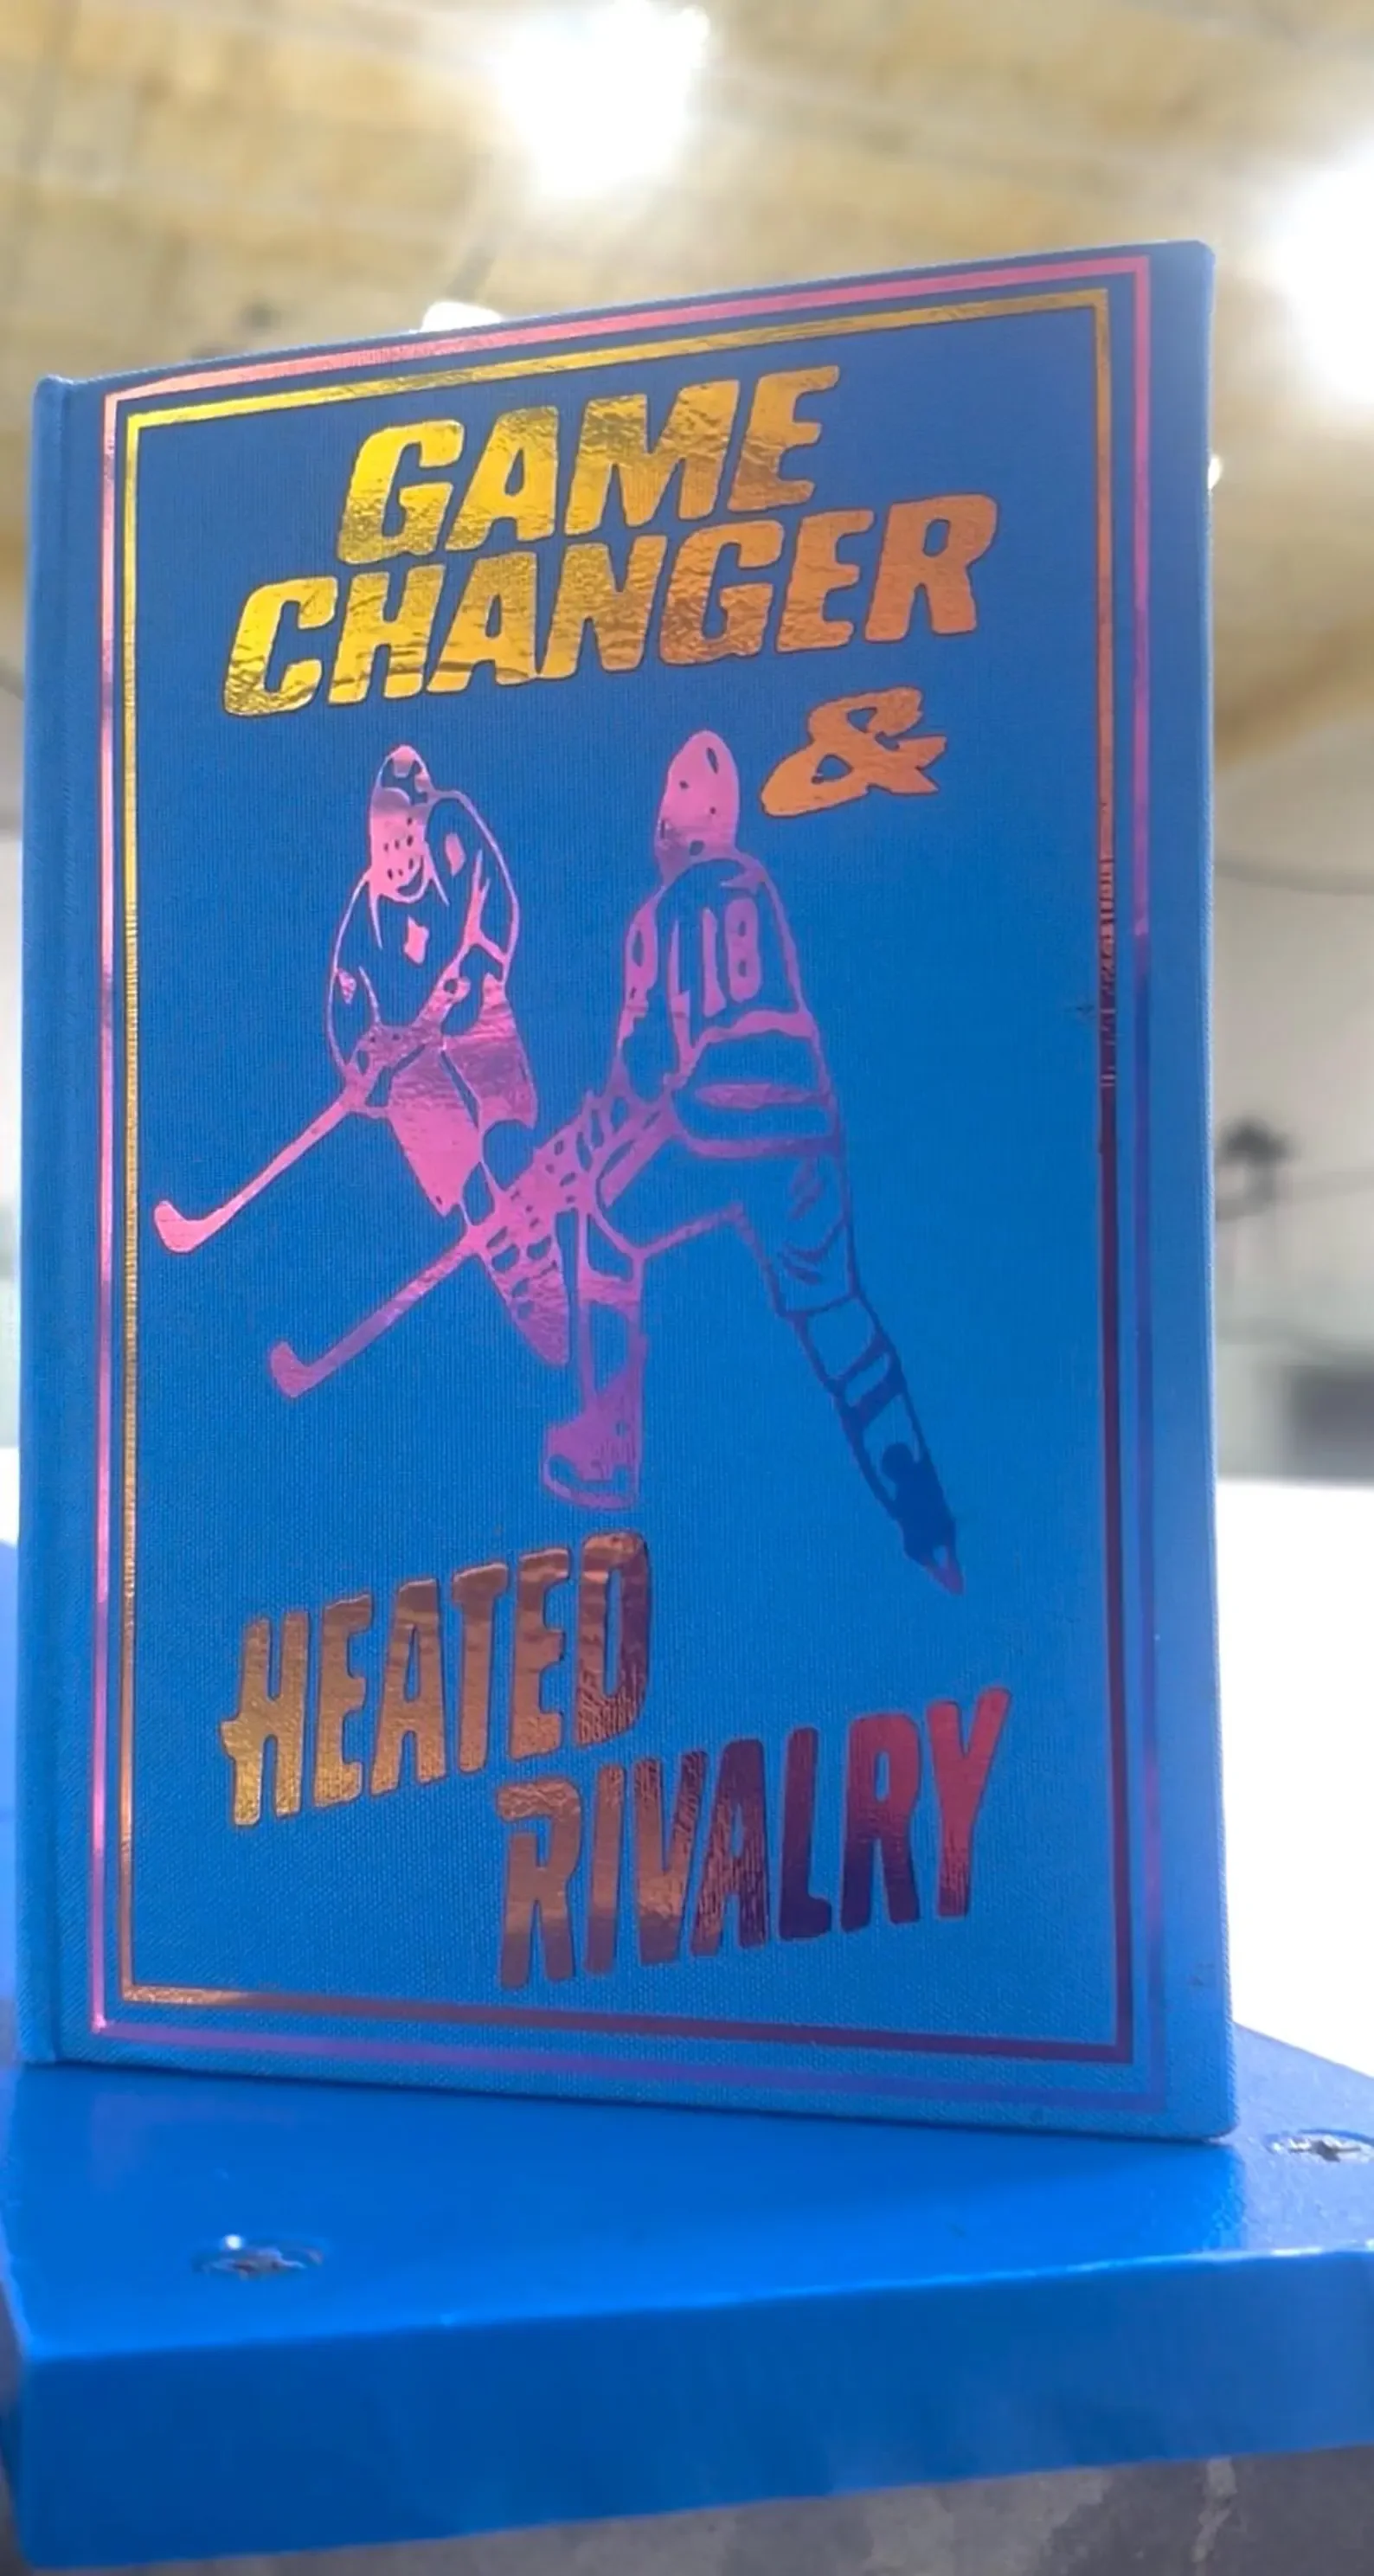 GAME
CHANGER
&
18
HEATED
RIVALRY